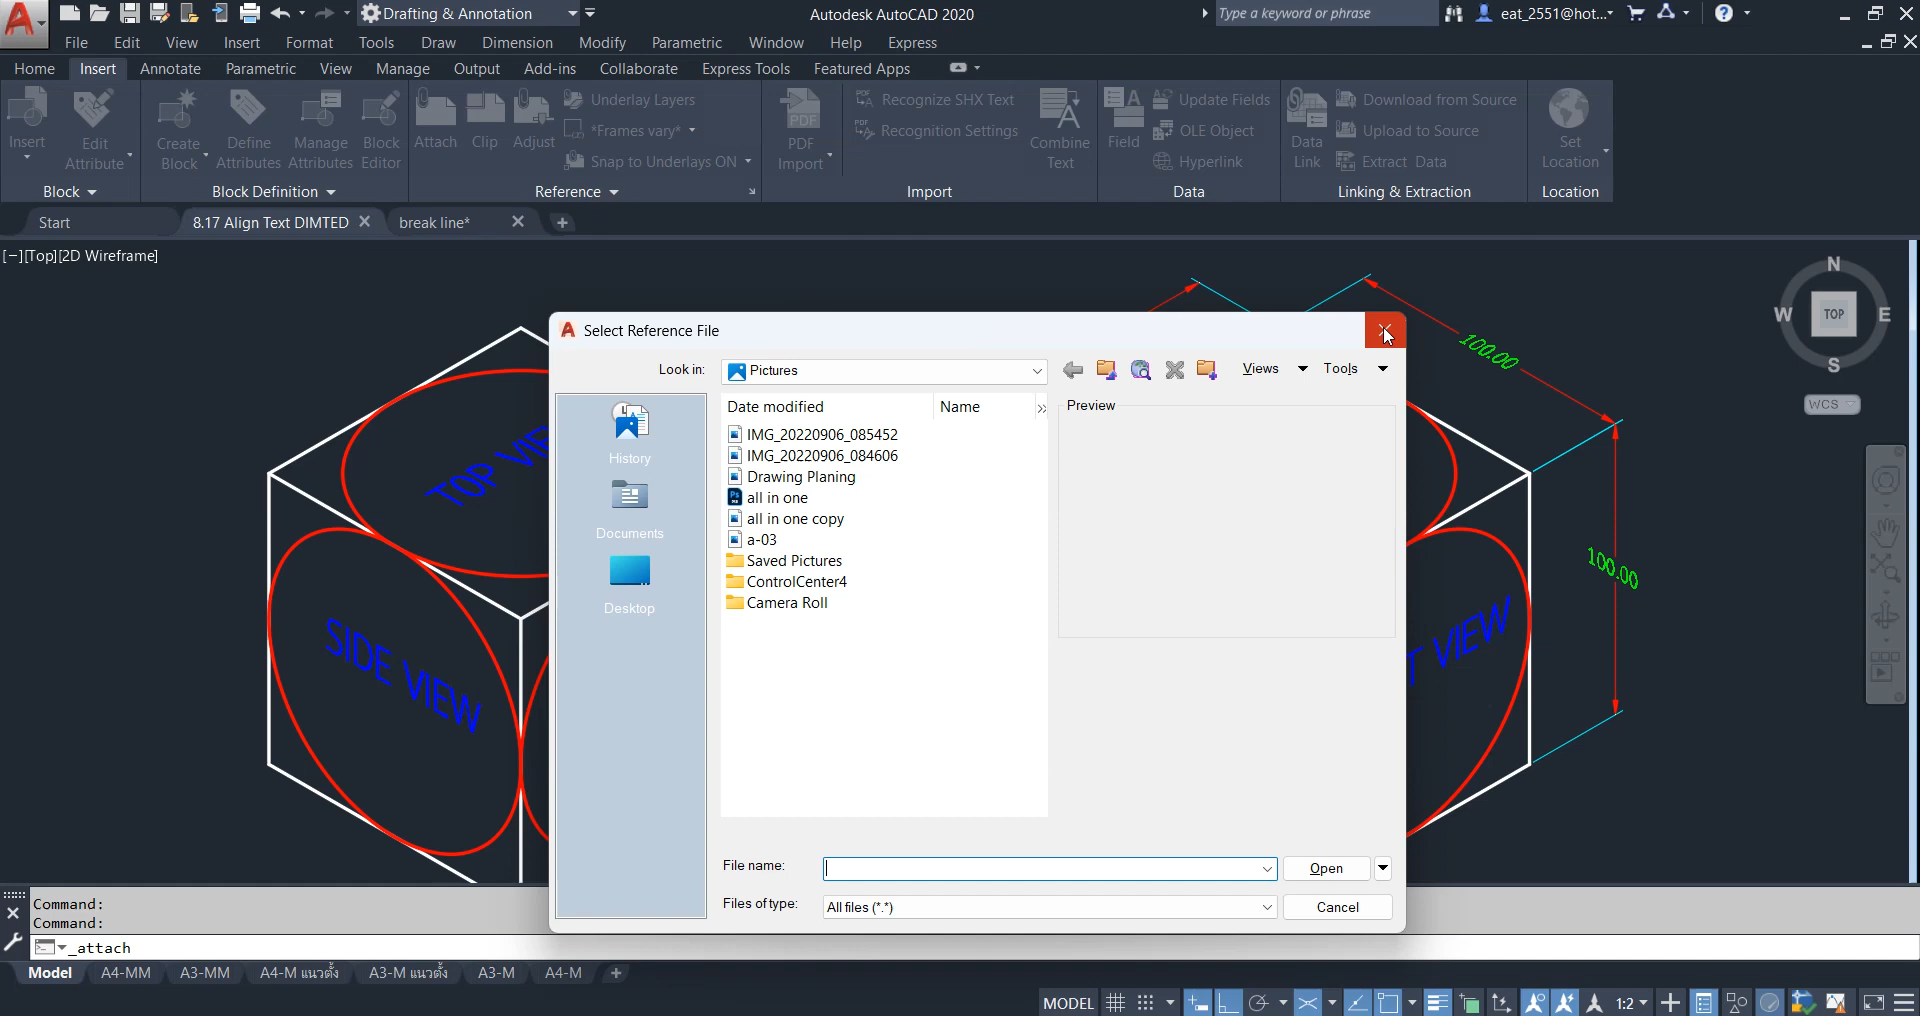 Drafting & Annotation
Autodesk AutoCAD 2020
Type a keyword or phrase
eat_2551@hot...
File Edit View Insert Format Tools Draw Dimension Modify Parametric Window Help Express
Home Insert Annotate Parametric View Manage Output Add-ins Collaborate Express Tools Featured Apps
Insert
Edit
Attribute
Create
Block
Define
Attributes
Manage
Attributes
Block
Editor
Attach
Clip
Adjust
Underlay Layers
*Frames vary*
Snap to Underlays ON
PDF
PDF
Import
Recognize SHX Text
Recognition Settings
Combine
Text
Field
Update Fields
OLE Object
Hyperlink
Data
Link
Download from Source
Upload to Source
Extract Data
Set
Location
Block
Block Definition
Reference
Import
Data
Linking & Extraction
Location
Start
8.17 Align Text DIMTED
break line*
[−][Top][2D Wireframe]
N
W
TOP
E
S
WCS
100.00
100.00
TOP VIE
SIDE VIEW
T VIEW
Select Reference File
Look in:
Pictures
Views
Tools
History
Documents
Desktop
Date modified
Name
Preview
IMG_20220906_085452
IMG_20220906_084606
Drawing Planing
all in one
all in one copy
a-03
Saved Pictures
ControlCenter4
Camera Roll
File name:
Open
Files of type:
All files (*.*)
Cancel
Command:
Command:
_attach
Model A4-MM A3-MM A4-M แนวตั้ง A3-M แนวตั้ง A3-M A4-M
MODEL
1:2